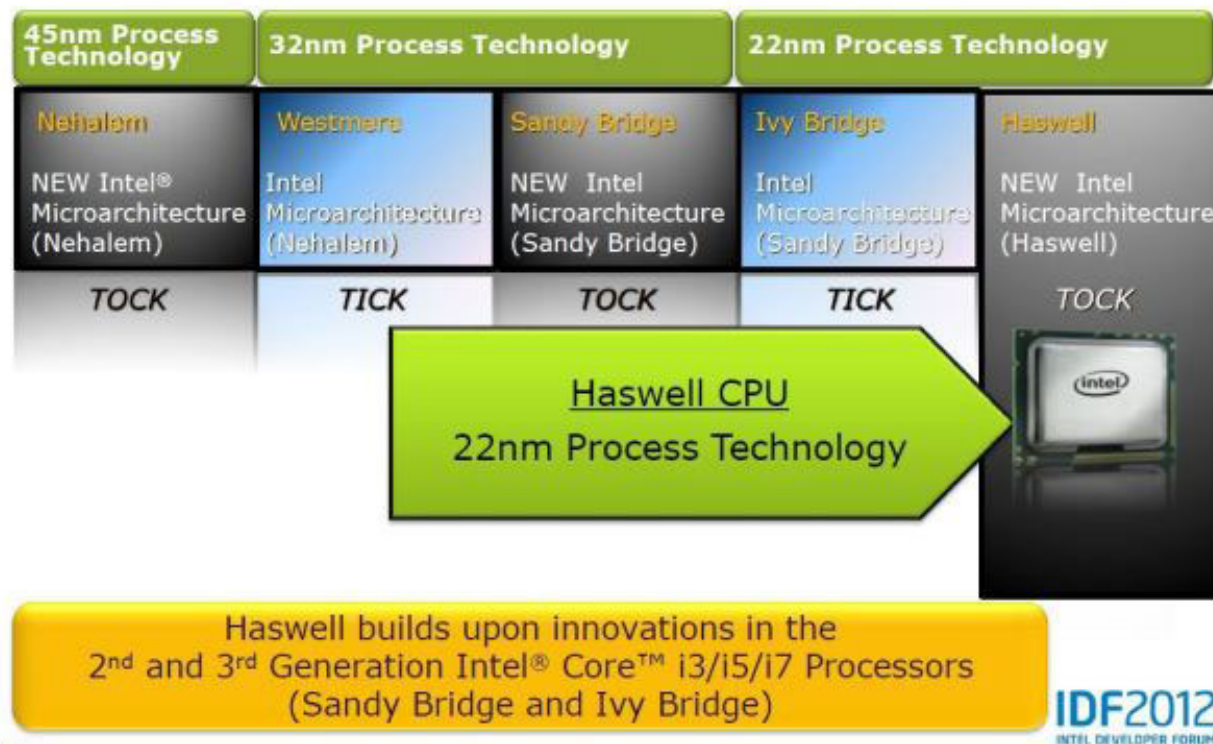 45nm Process
Technology
32nm Process Technology
22nm Process Technology
Nehalem
NEW Intel®
Microarchitecture
(Nehalem)
TOCK
Westmere
Intel
Microarchitecture
(Nehalem)
TICK
Sandy Bridge
NEW Intel
Microarchitecture
(Sandy Bridge)
TOCK
Ivy Bridge
Intel
Microarchitecture
(Sandy Bridge)
TICK
Haswell
NEW Intel
Microarchitecture
(Haswell)
TOCK
intel
Haswell CPU
22nm Process Technology
Haswell builds upon innovations in the
2nd and 3rd Generation Intel® Core™ i3/i5/i7 Processors
(Sandy Bridge and Ivy Bridge)
IDF2012
INTEL DEVELOPER FORUM